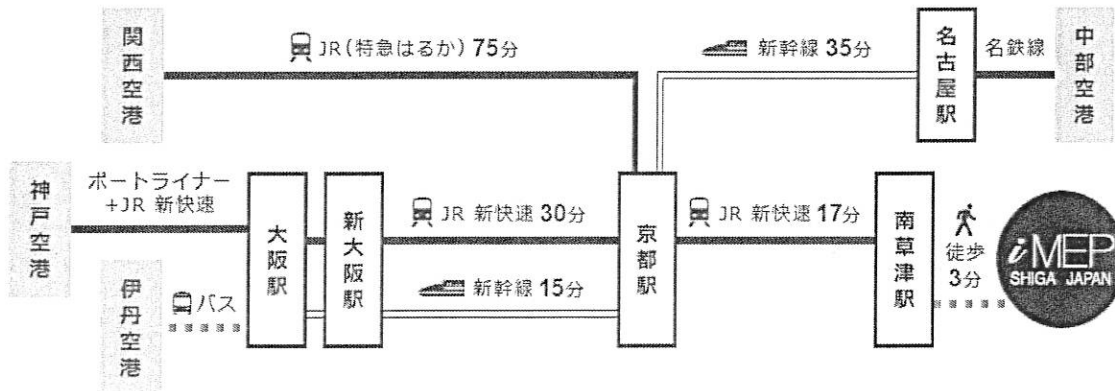 関西空港
JR(特急はるか) 75分
新幹線 35分
名古屋駅
名鉄線
中部空港
神戸空港
ポートライナー
+JR 新快速
大阪駅
新大阪駅
JR 新快速 30分
京都駅
JR 新快速 17分
南草津駅
徒歩
3分
iMEP
SHIGA JAPAN
伊丹空港
バス
新幹線 15分